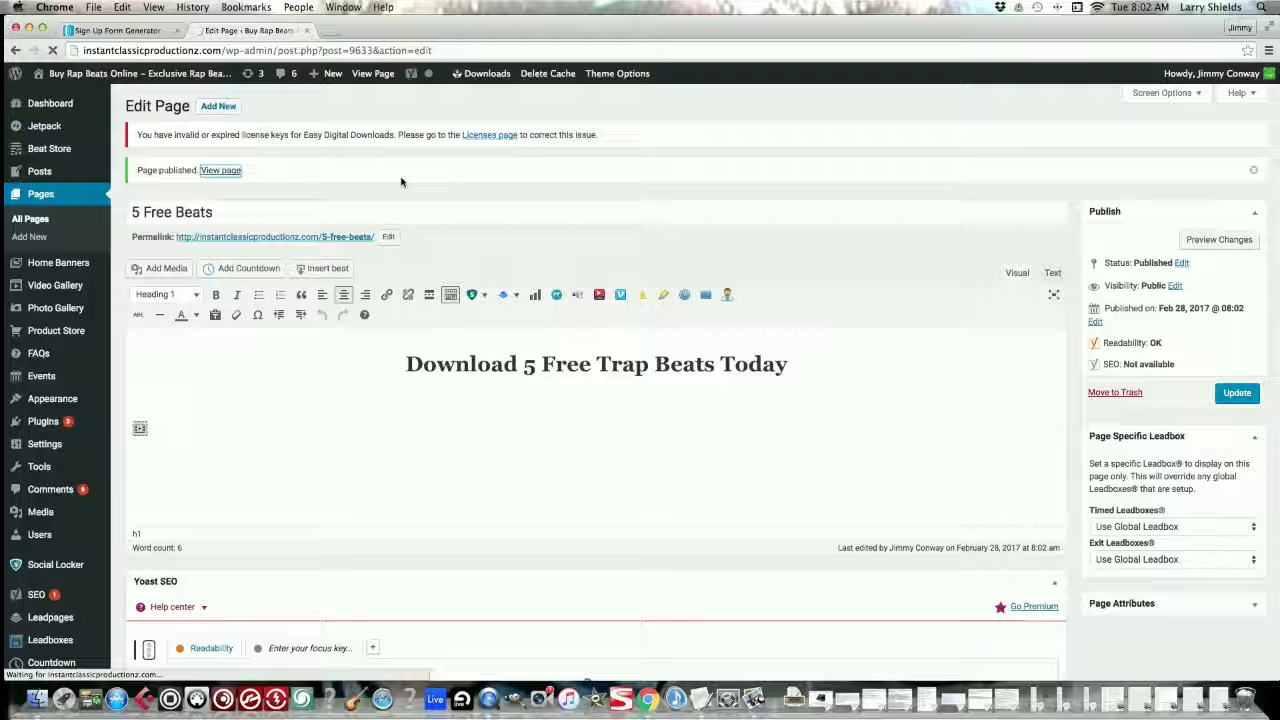 Chrome File Edit View History Bookmarks People Window Help Tue 8:02 AM Larry Shields
Sign Up Form Generator Edit Page ‹ Buy Rap Beats Jimmy
instantclassicproductionz.com/wp-admin/post.php?post=9633&action=edit
Buy Rap Beats Online – Exclusive Rap Bea... 3 6 New View Page Downloads Delete Cache Theme Options Howdy, Jimmy Conway
Screen Options Help
Edit Page Add New
You have invalid or expired license keys for Easy Digital Downloads. Please go to the Licenses page to correct this issue.
Page published. View page
5 Free Beats
Permalink: http://instantclassicproductionz.com/5-free-beats/ Edit
Add Media Add Countdown Insert beat Visual Text
Heading 1 B I
ABC A
Download 5 Free Trap Beats Today
h1
Word count: 6 Last edited by Jimmy Conway on February 28, 2017 at 8:02 am
Yoast SEO
Help center Go Premium
Readability Enter your focus key... +
Dashboard
Jetpack
Beat Store
Posts
Pages
All Pages
Add New
Home Banners
Video Gallery
Photo Gallery
Product Store
FAQs
Events
Appearance
Plugins 3
Settings
Tools
Comments 6
Media
Users
Social Locker
SEO 1
Leadpages
Leadboxes
Countdown
Publish
Preview Changes
Status: Published Edit
Visibility: Public Edit
Published on: Feb 28, 2017 @ 08:02
Edit
Readability: OK
SEO: Not available
Move to Trash Update
Page Specific Leadbox®
Set a specific Leadbox® to display on this
page only. This will override any global
Leadboxes® that are setup.
Timed Leadboxes®
Use Global Leadbox
Exit Leadboxes®
Use Global Leadbox
Page Attributes
Waiting for instantclassicproductionz.com...
Live